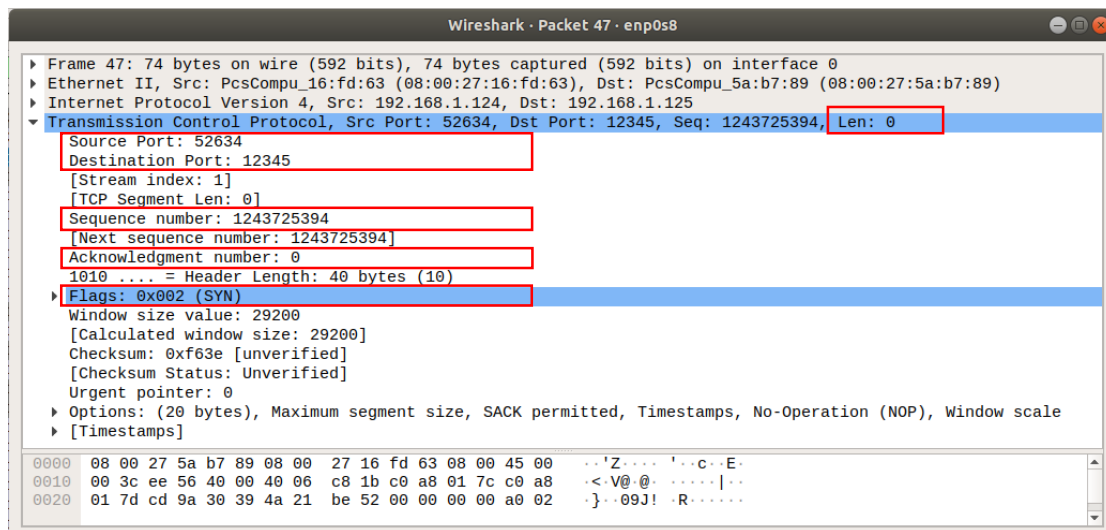 Wireshark · Packet 47 · enp0s8
Frame 47: 74 bytes on wire (592 bits), 74 bytes captured (592 bits) on interface 0
Ethernet II, Src: PcsCompu_16:fd:63 (08:00:27:16:fd:63), Dst: PcsCompu_5a:b7:89 (08:00:27:5a:b7:89)
Internet Protocol Version 4, Src: 192.168.1.124, Dst: 192.168.1.125
Transmission Control Protocol, Src Port: 52634, Dst Port: 12345, Seq: 1243725394, Len: 0
Source Port: 52634
Destination Port: 12345
[Stream index: 1]
[TCP Segment Len: 0]
Sequence number: 1243725394
[Next sequence number: 1243725394]
Acknowledgment number: 0
1010 .... = Header Length: 40 bytes (10)
Flags: 0x002 (SYN)
Window size value: 29200
[Calculated window size: 29200]
Checksum: 0xf63e [unverified]
[Checksum Status: Unverified]
Urgent pointer: 0
Options: (20 bytes), Maximum segment size, SACK permitted, Timestamps, No-Operation (NOP), Window scale
[Timestamps]
0000 08 00 27 5a b7 89 08 00 27 16 fd 63 08 00 45 00 ··'Z···· '··c··E·
0010 00 3c ee 56 40 00 40 06 c8 1b c0 a8 01 7c c0 a8 ·<·V@·@· ·····|··
0020 01 7d cd 9a 30 39 4a 21 be 52 00 00 00 00 a0 02 ·}··09J! ·R······